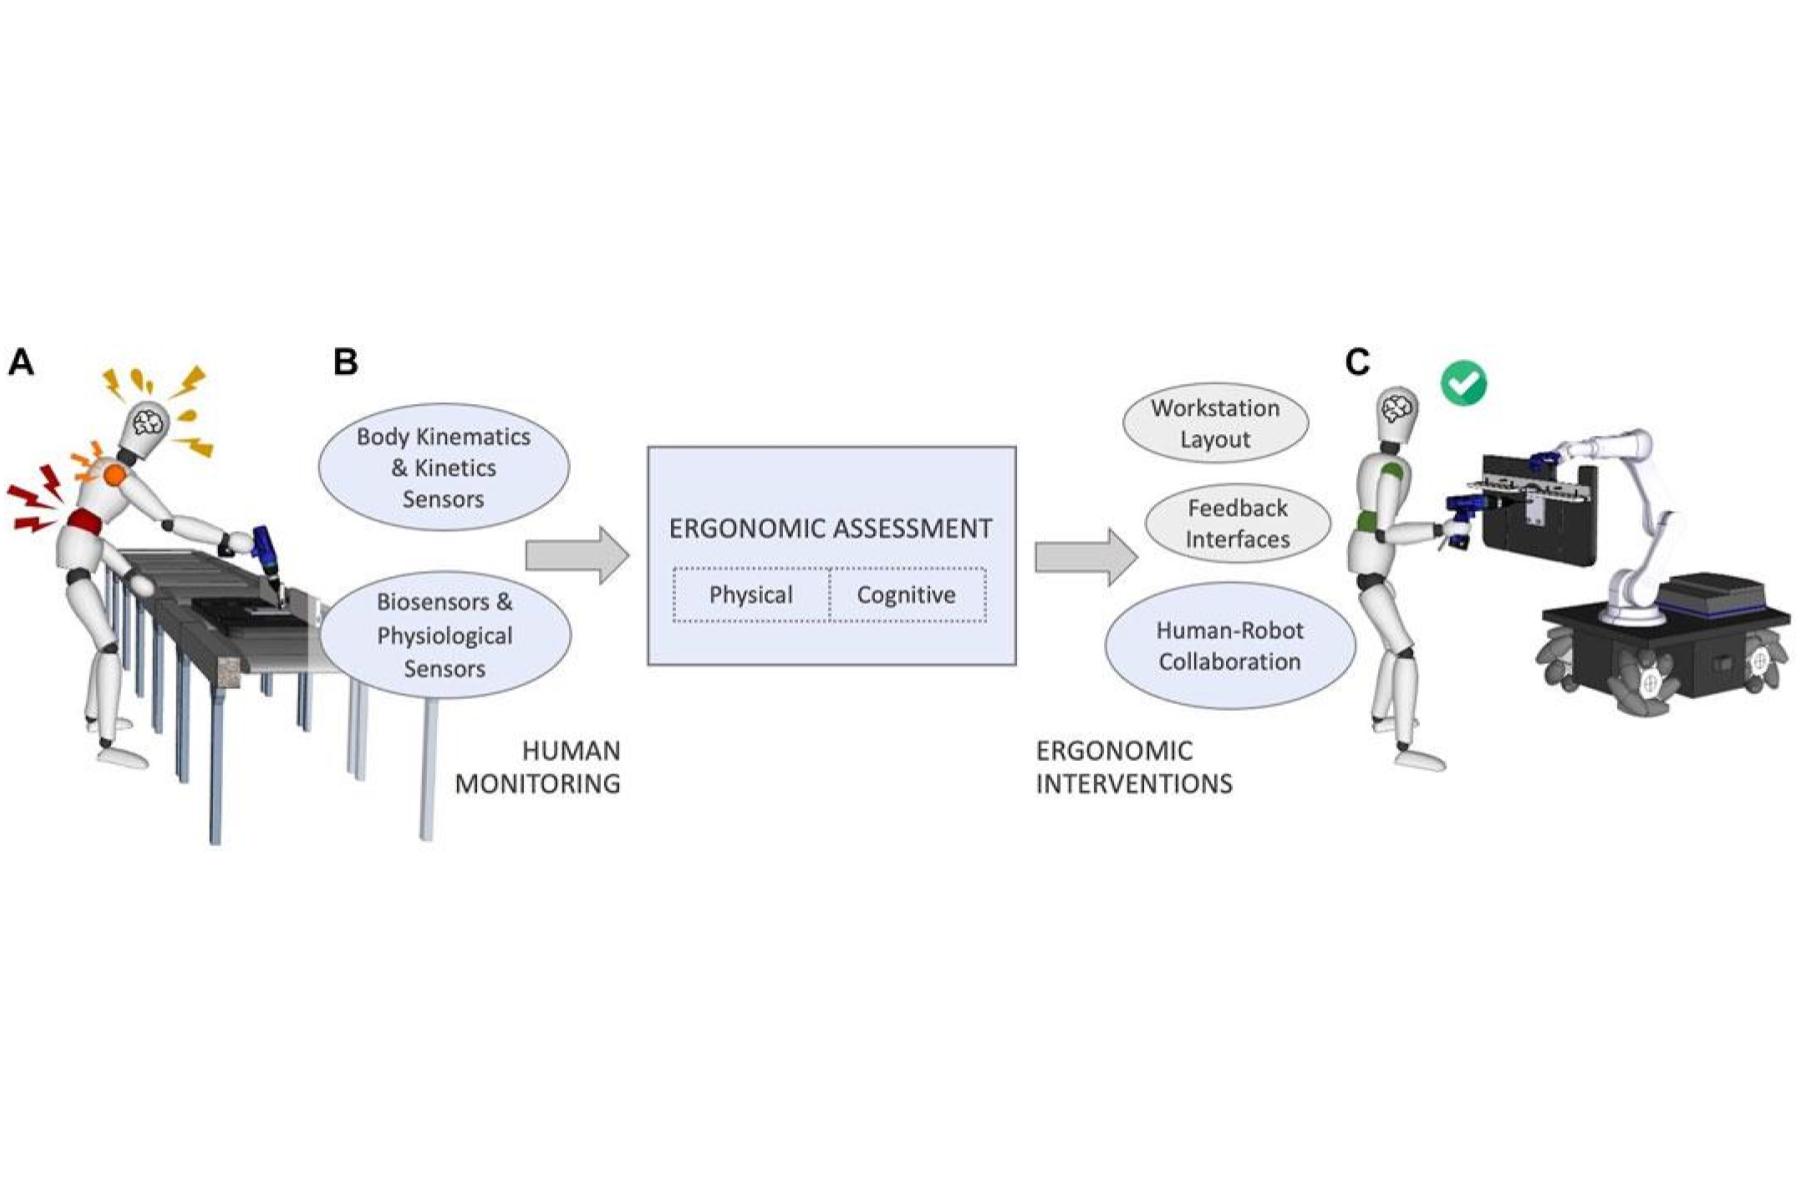 A
B
C
Body Kinematics
& Kinetics
Sensors
Biosensors &
Physiological
Sensors
HUMAN
MONITORING
ERGONOMIC ASSESSMENT
Physical
Cognitive
Workstation
Layout
Feedback
Interfaces
Human-Robot
Collaboration
ERGONOMIC
INTERVENTIONS